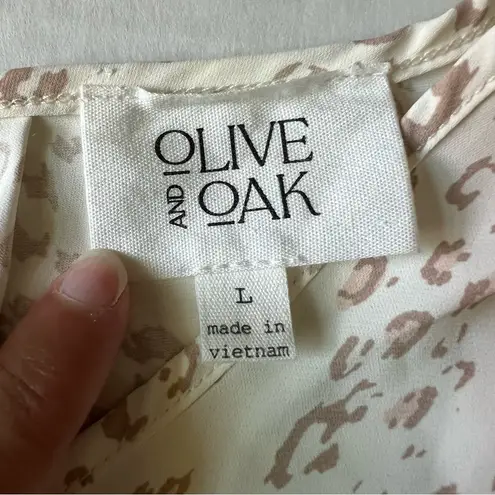 OLIVE
AND OAK
L
made in
vietnam